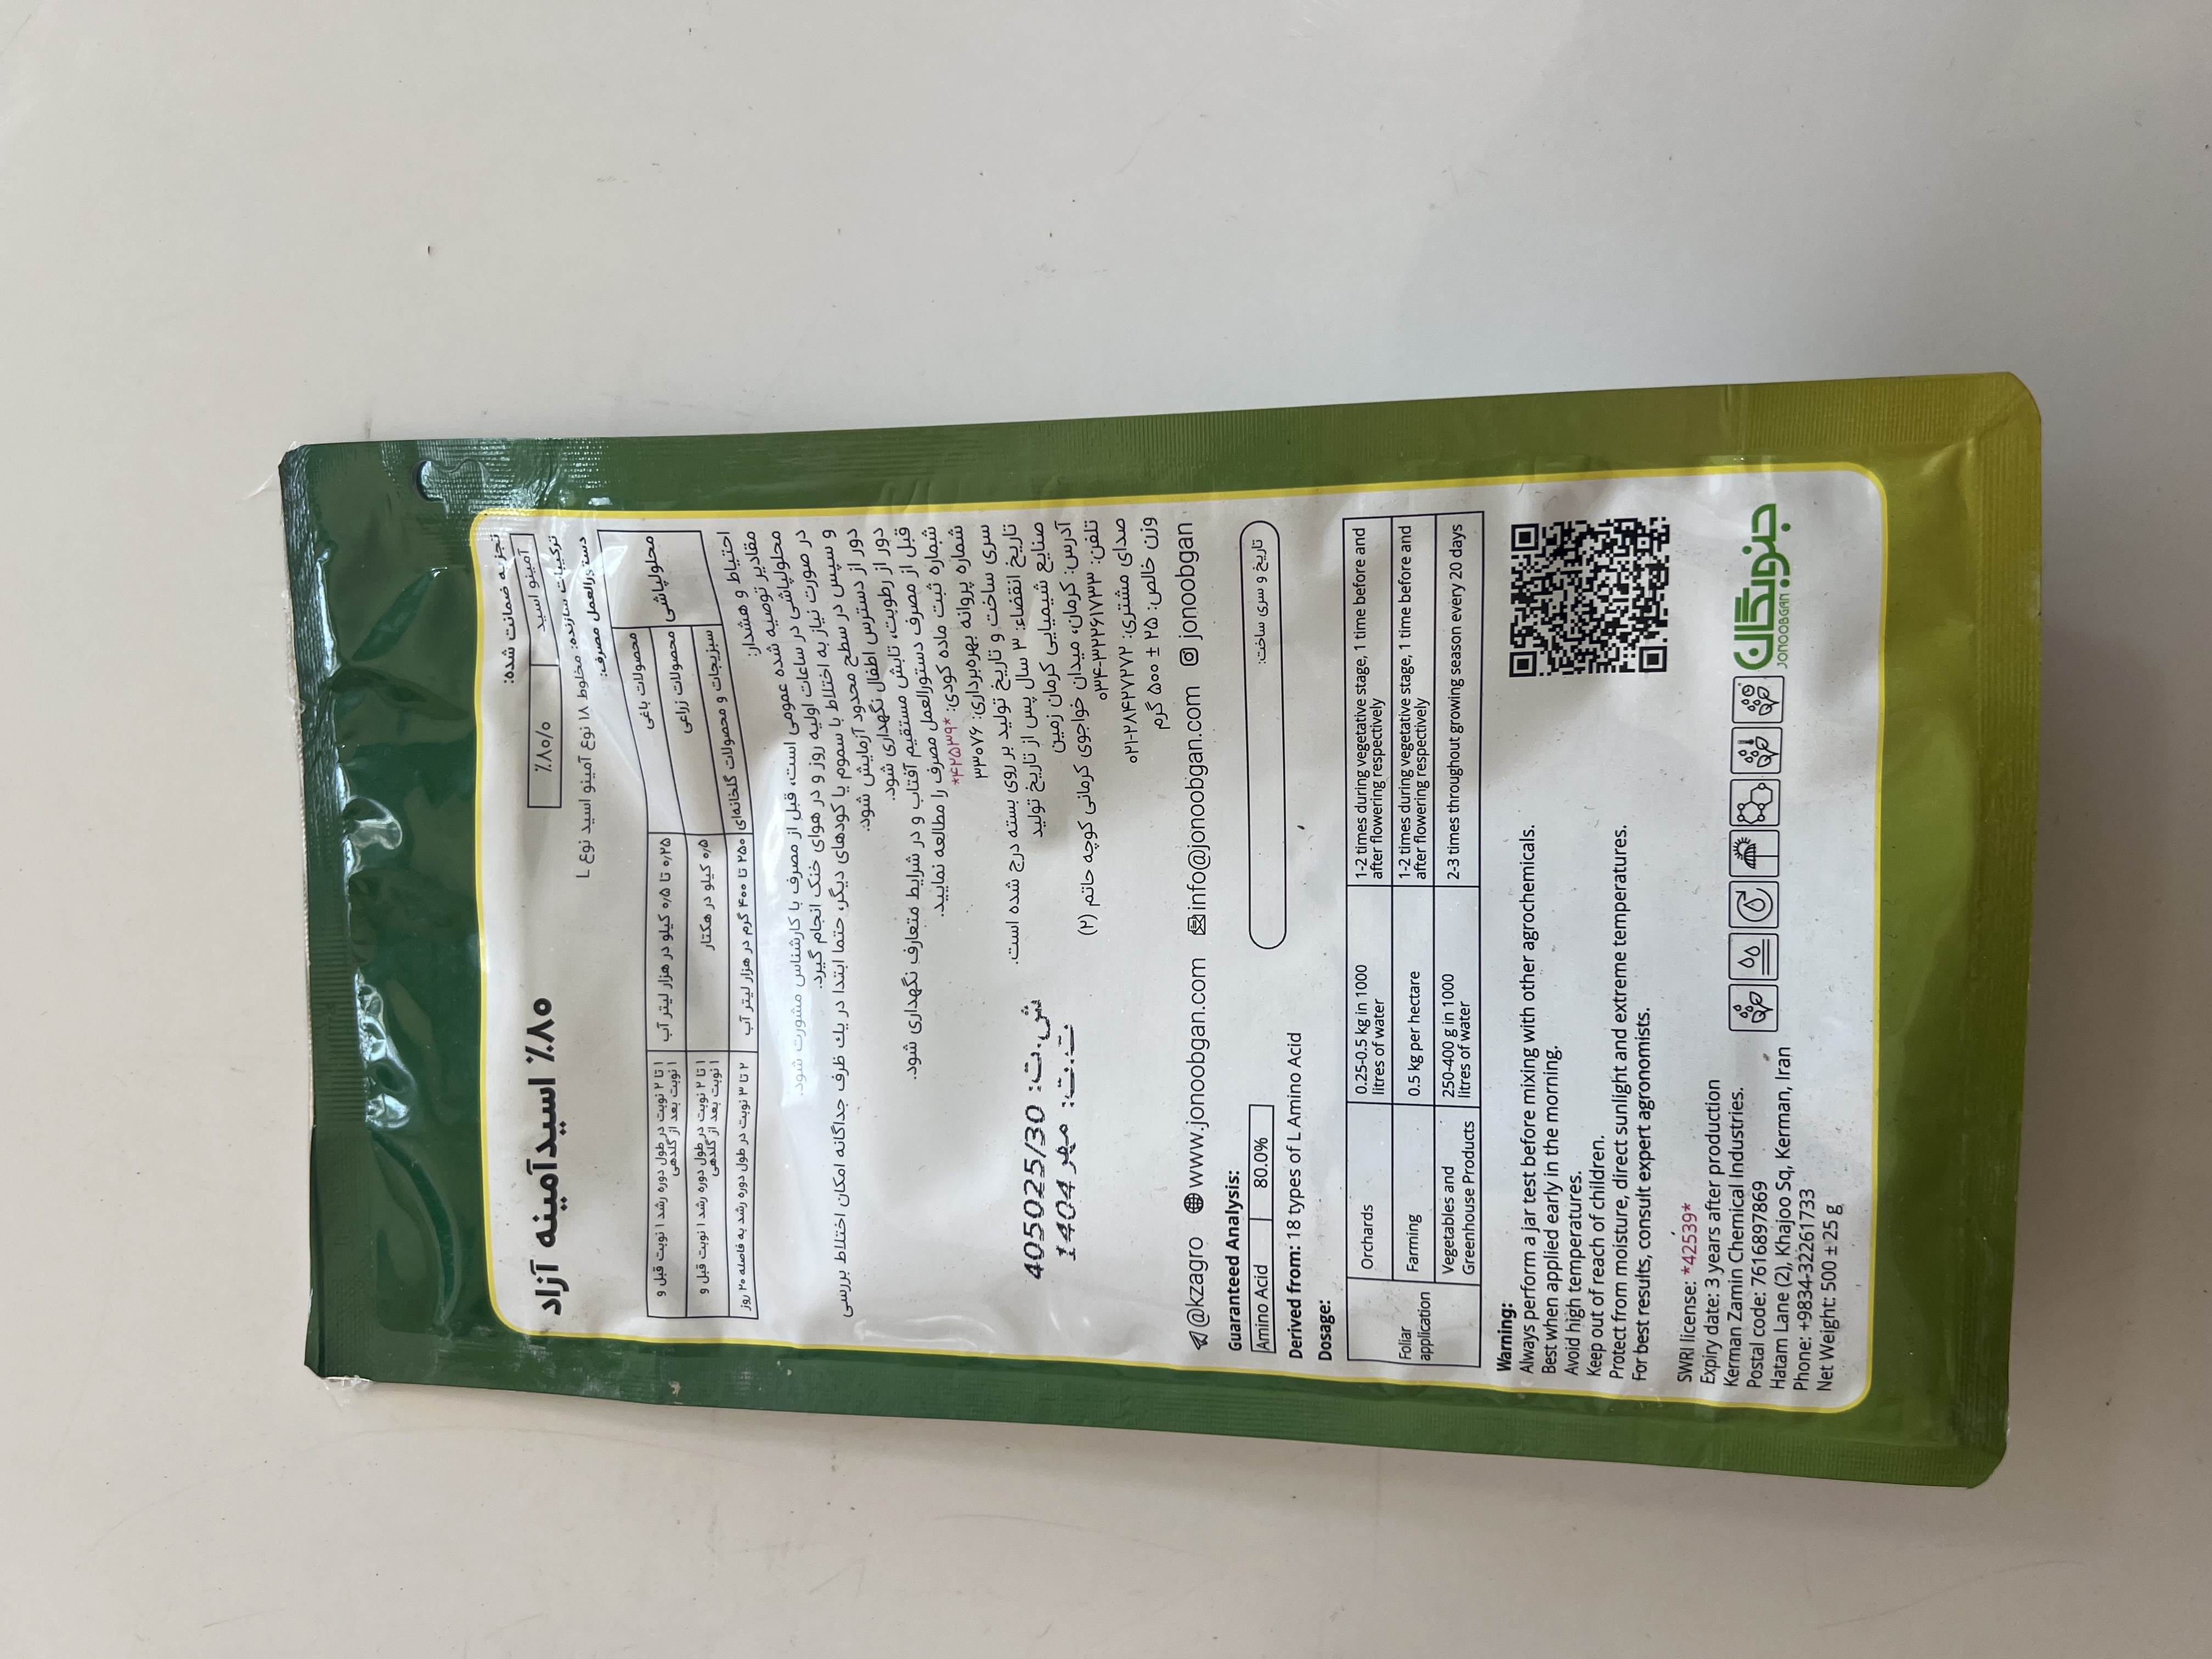 ۸۰٪ اسیدآمینه آزاد
تجزیه ضمانت شده:
آمینو اسید ۸۰/۰٪
ترکیبات سازنده: مخلوط ۱۸ نوع آمینو اسید نوع L
دستورالعمل مصرف:
محلولپاشی
محصولات باغی ۰/۲۵ تا ۰/۵ کیلو در هزار لیتر آب ۱ تا ۲ نوبت در طول دوره رشد ۱ نوبت قبل و
۱ نوبت بعد از گلدهی
محصولات زراعی ۰/۵ کیلو در هکتار ۱ تا ۲ نوبت در طول دوره رشد ۱ نوبت قبل و
۱ نوبت بعد از گلدهی
سبزیجات و محصولات گلخانه‌ای ۲۵۰ تا ۴۰۰ گرم در هزار لیتر آب ۲ تا ۳ نوبت در طول دوره رشد به فاصله ۲۰ روز
احتیاط و هشدار:
مقادیر توصیه شده عمومی است، قبل از مصرف با کارشناس مشورت شود.
محلولپاشی در ساعات اولیه روز و در هوای خنک انجام گیرد.
در صورت نیاز به اختلاط با سموم یا کودهای دیگر، حتما ابتدا در یک ظرف جداگانه امکان اختلاط بررسی
و سپس در سطح محدود آزمایش شود.
دور از دسترس اطفال نگهداری شود.
دور از رطوبت، تابش مستقیم آفتاب و در شرایط متعارف نگهداری شود.
قبل از مصرف دستورالعمل مصرف را مطالعه نمایید.
شماره ثبت ماده کودی: *۴۲۵۳۹*
شماره پروانه بهره‌برداری: ۳۳۰۷۶
سری ساخت و تاریخ تولید بر روی بسته درج شده است.
تاریخ انقضاء: ۳ سال پس از تاریخ تولید
صنایع شیمیایی کرمان زمین
آدرس: کرمان، میدان خواجوی کرمانی کوچه حاتم (۲)
تلفن: ۰۳۴-۳۲۲۶۱۷۳۳
صدای مشتری: ۰۲۱-۲۸۴۲۷۲۷۲
وزن خالص: ۲۵ ± ۵۰۰ گرم
ش.ت: 405025/30
ت.ت: مهر 1404
@kzagro www.jonoobgan.com info@jonoobgan.com jonoobgan
Guaranteed Analysis:
Amino Acid 80.0%
تاریخ و سری ساخت:
Derived from: 18 types of L Amino Acid
Dosage:
Foliar
application
Orchards 0.25-0.5 kg in 1000
litres of water 1-2 times during vegetative stage, 1 time before and
after flowering respectively
Farming 0.5 kg per hectare 1-2 times during vegetative stage, 1 time before and
after flowering respectively
Vegetables and
Greenhouse Products 250-400 g in 1000
litres of water 2-3 times throughout growing season every 20 days
Warning:
Always perform a jar test before mixing with other agrochemicals.
Best when applied early in the morning.
Avoid high temperatures.
Keep out of reach of children.
Protect from moisture, direct sunlight and extreme temperatures.
For best results, consult expert agronomists.
SWRI license: *42539*
Expiry date: 3 years after production
Kerman Zamin Chemical Industries.
Postal code: 7616897869
Hatam Lane (2), Khajoo Sq, Kerman, Iran
Phone: +9834-32261733
Net Weight: 500 ± 25 g
جنوبگان
JONOOBGAN